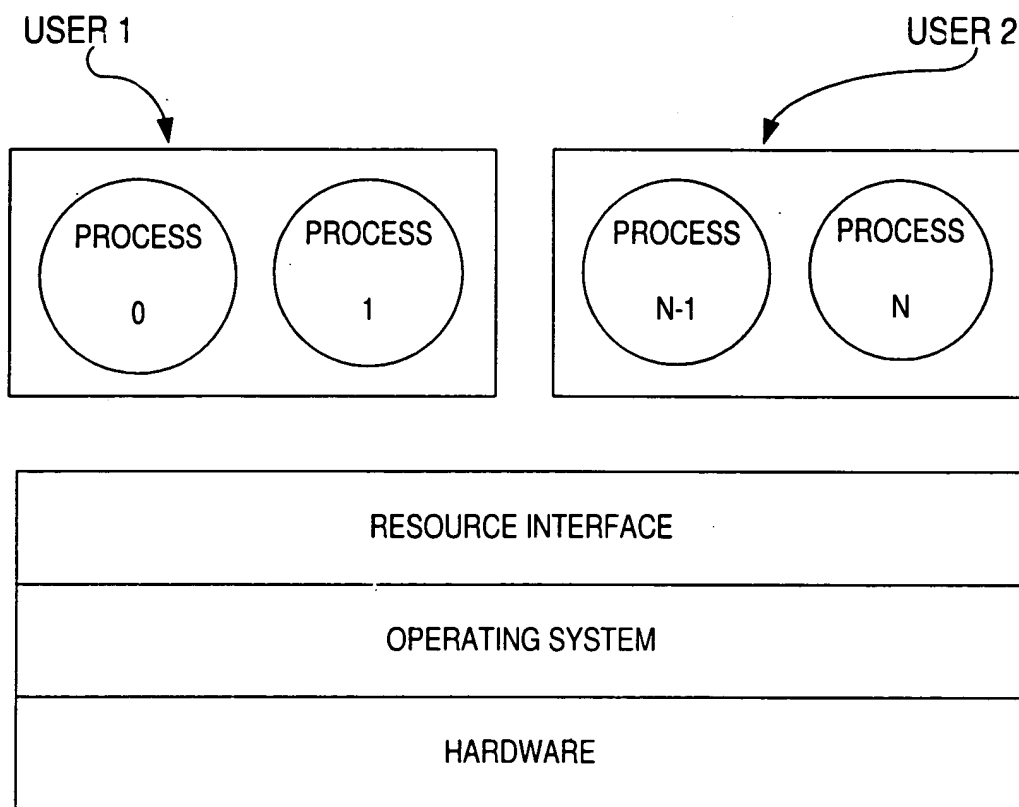 USER 1
USER 2
PROCESS
0
PROCESS
1
PROCESS
N-1
PROCESS
N
RESOURCE INTERFACE
OPERATING SYSTEM
HARDWARE